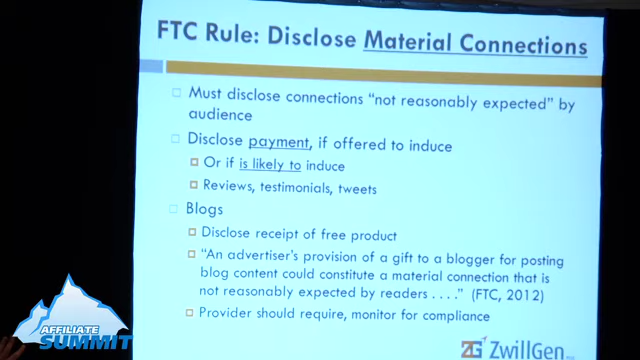 FTC Rule: Disclose Material Connections
Must disclose connections "not reasonably expected" by
audience
Disclose payment, if offered to induce
Or if is likely to induce
Reviews, testimonials, tweets
Blogs
Disclose receipt of free product
"An advertiser's provision of a gift to a blogger for posting
blog content could constitute a material connection that is
not reasonably expected by readers . . . ." (FTC, 2012)
Provider should require, monitor for compliance
AFFILIATE
SUMMIT
ZG ZwillGen